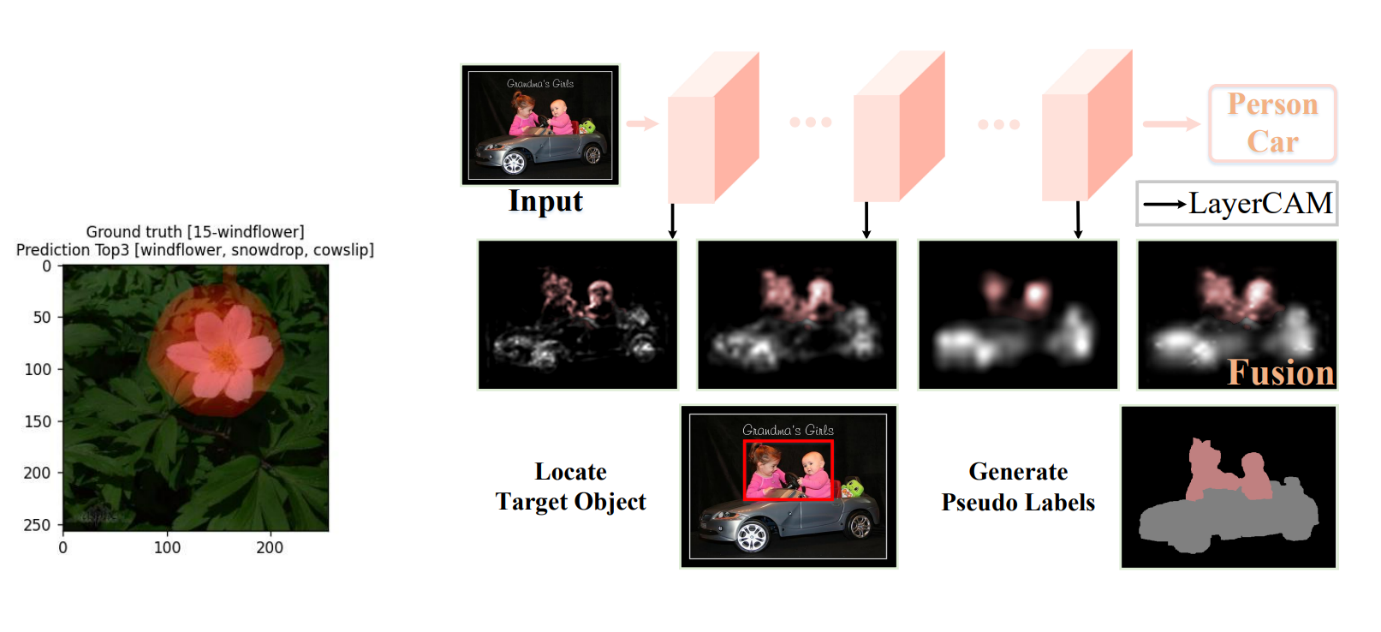 Ground truth [15-windflower]
Prediction Top3 [windflower, snowdrop, cowslip]
0
50
100
150
200
250
0
100
200
Grandma's Girls
Input
Person
Car
LayerCAM
Fusion
Locate
Target Object
Grandma's Girls
Generate
Pseudo Labels